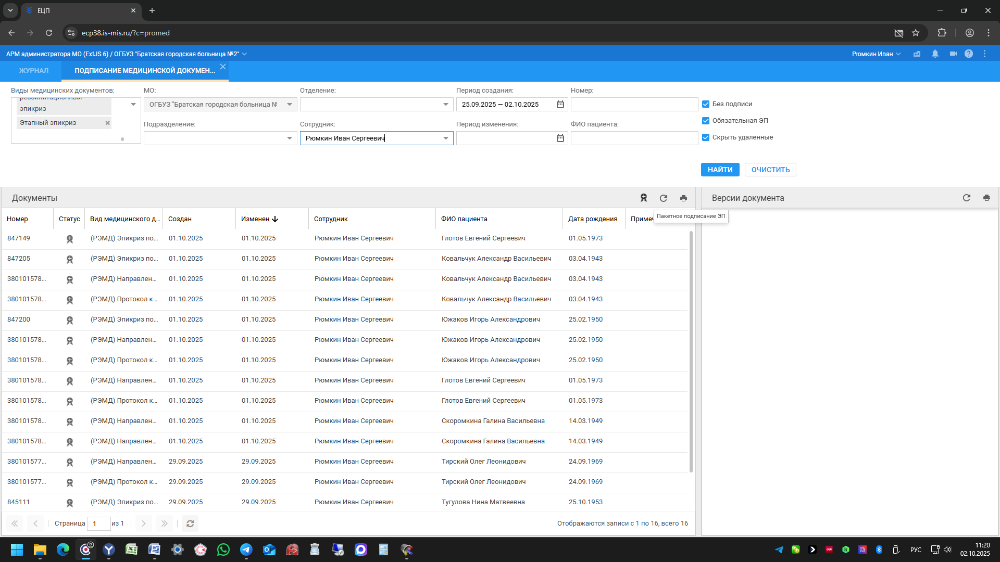 ЕЦП
ecp38.is-mis.ru/?c=promed
АРМ администратора МО (ExtJS 6) / ОГБУЗ "Братская городская больница №2"
Рюмкин Иван
ЖУРНАЛ
ПОДПИСАНИЕ МЕДИЦИНСКОЙ ДОКУМЕН...
Виды медицинских документов:
МО:
Отделение:
Период создания:
Номер:
реабилитационный
эпикриз
ОГБУЗ "Братская городская больница №
25.09.2025 — 02.10.2025
Без подписи
Этапный эпикриз
Подразделение:
Сотрудник:
Период изменения:
ФИО пациента:
Обязательная ЭП
Рюмкин Иван Сергеевич
Скрыть удаленные
НАЙТИ
ОЧИСТИТЬ
Документы
Версии документа
Пакетное подписание ЭП
Номер Статус Вид медицинского д... Создан Изменен Сотрудник ФИО пациента Дата рождения Примеч
847149 (РЭМД) Эпикриз по... 01.10.2025 01.10.2025 Рюмкин Иван Сергеевич Глотов Евгений Сергеевич 01.05.1973
847205 (РЭМД) Эпикриз по... 01.10.2025 01.10.2025 Рюмкин Иван Сергеевич Ковальчук Александр Васильевич 03.04.1943
380101578... (РЭМД) Направлен... 01.10.2025 01.10.2025 Рюмкин Иван Сергеевич Ковальчук Александр Васильевич 03.04.1943
380101578... (РЭМД) Протокол к... 01.10.2025 01.10.2025 Рюмкин Иван Сергеевич Ковальчук Александр Васильевич 03.04.1943
847200 (РЭМД) Эпикриз по... 01.10.2025 01.10.2025 Рюмкин Иван Сергеевич Южаков Игорь Александрович 25.02.1950
380101578... (РЭМД) Направлен... 01.10.2025 01.10.2025 Рюмкин Иван Сергеевич Южаков Игорь Александрович 25.02.1950
380101578... (РЭМД) Протокол к... 01.10.2025 01.10.2025 Рюмкин Иван Сергеевич Южаков Игорь Александрович 25.02.1950
380101578... (РЭМД) Направлен... 01.10.2025 01.10.2025 Рюмкин Иван Сергеевич Глотов Евгений Сергеевич 01.05.1973
380101578... (РЭМД) Протокол к... 01.10.2025 01.10.2025 Рюмкин Иван Сергеевич Глотов Евгений Сергеевич 01.05.1973
380101578... (РЭМД) Направлен... 01.10.2025 01.10.2025 Рюмкин Иван Сергеевич Скоромкина Галина Васильевна 14.03.1949
380101578... (РЭМД) Направлен... 01.10.2025 01.10.2025 Рюмкин Иван Сергеевич Скоромкина Галина Васильевна 14.03.1949
380101577... (РЭМД) Направлен... 29.09.2025 29.09.2025 Рюмкин Иван Сергеевич Тирский Олег Леонидович 24.09.1969
380101577... (РЭМД) Протокол к... 29.09.2025 29.09.2025 Рюмкин Иван Сергеевич Тирский Олег Леонидович 24.09.1969
845111 (РЭМД) Эпикриз по... 29.09.2025 29.09.2025 Рюмкин Иван Сергеевич Тугулова Нина Матвеевна 25.10.1953
Страница 1 из 1
Отображаются записи с 1 по 16, всего 16
РУС
11:20
02.10.2025